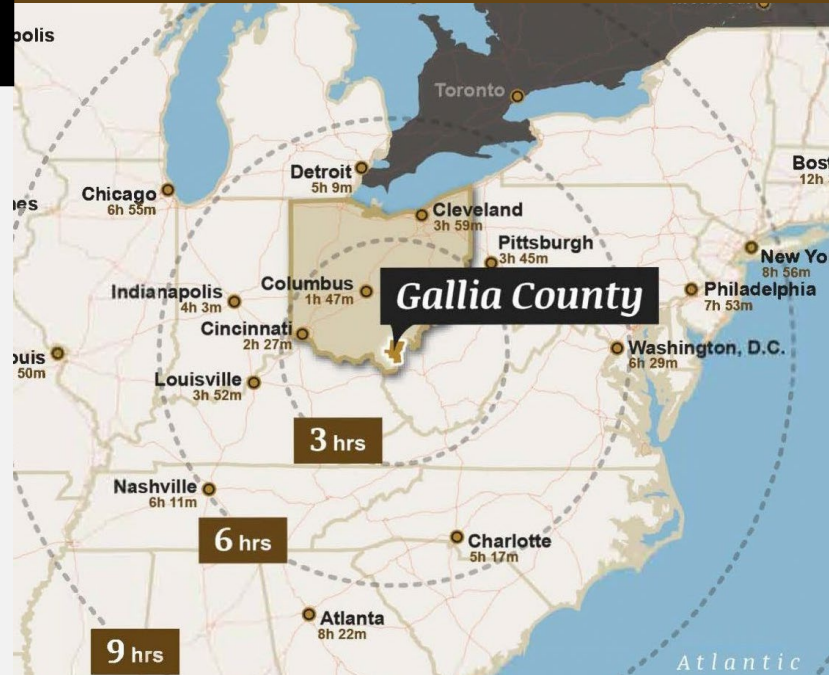 polis
Toronto
Detroit
5h 9m
Bost
12h
Chicago
6h 55m
nes
Cleveland
3h 59m
Pittsburgh
3h 45m
New Yo
8h 56m
Indianapolis
4h 3m
Columbus
1h 47m
Gallia County
Philadelphia
7h 53m
Cincinnati
2h 27m
ouis
50m
Washington, D.C.
6h 29m
Louisville
3h 52m
3 hrs
Nashville
6h 11m
6 hrs
Charlotte
5h 17m
Atlanta
8h 22m
9 hrs
Atlantic